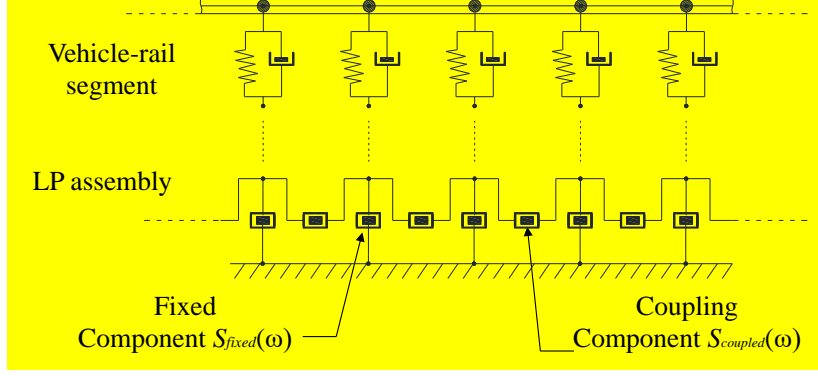 Vehicle-rail
segment
LP assembly
Fixed
Component Sfixed(ω)
Coupling
Component Scoupled(ω)